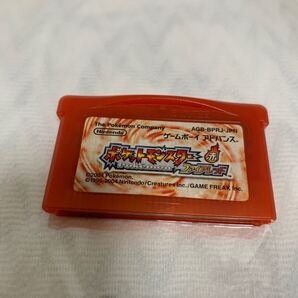 The Pokémon Company
AGB-BPRJ-JPN
Nintendo
ゲームボーイアドバンス
ポケットモンスター
ファイアレッド
©2004 Pokémon.
©1995-2004 Nintendo/Creatures inc./GAME FREAK inc.